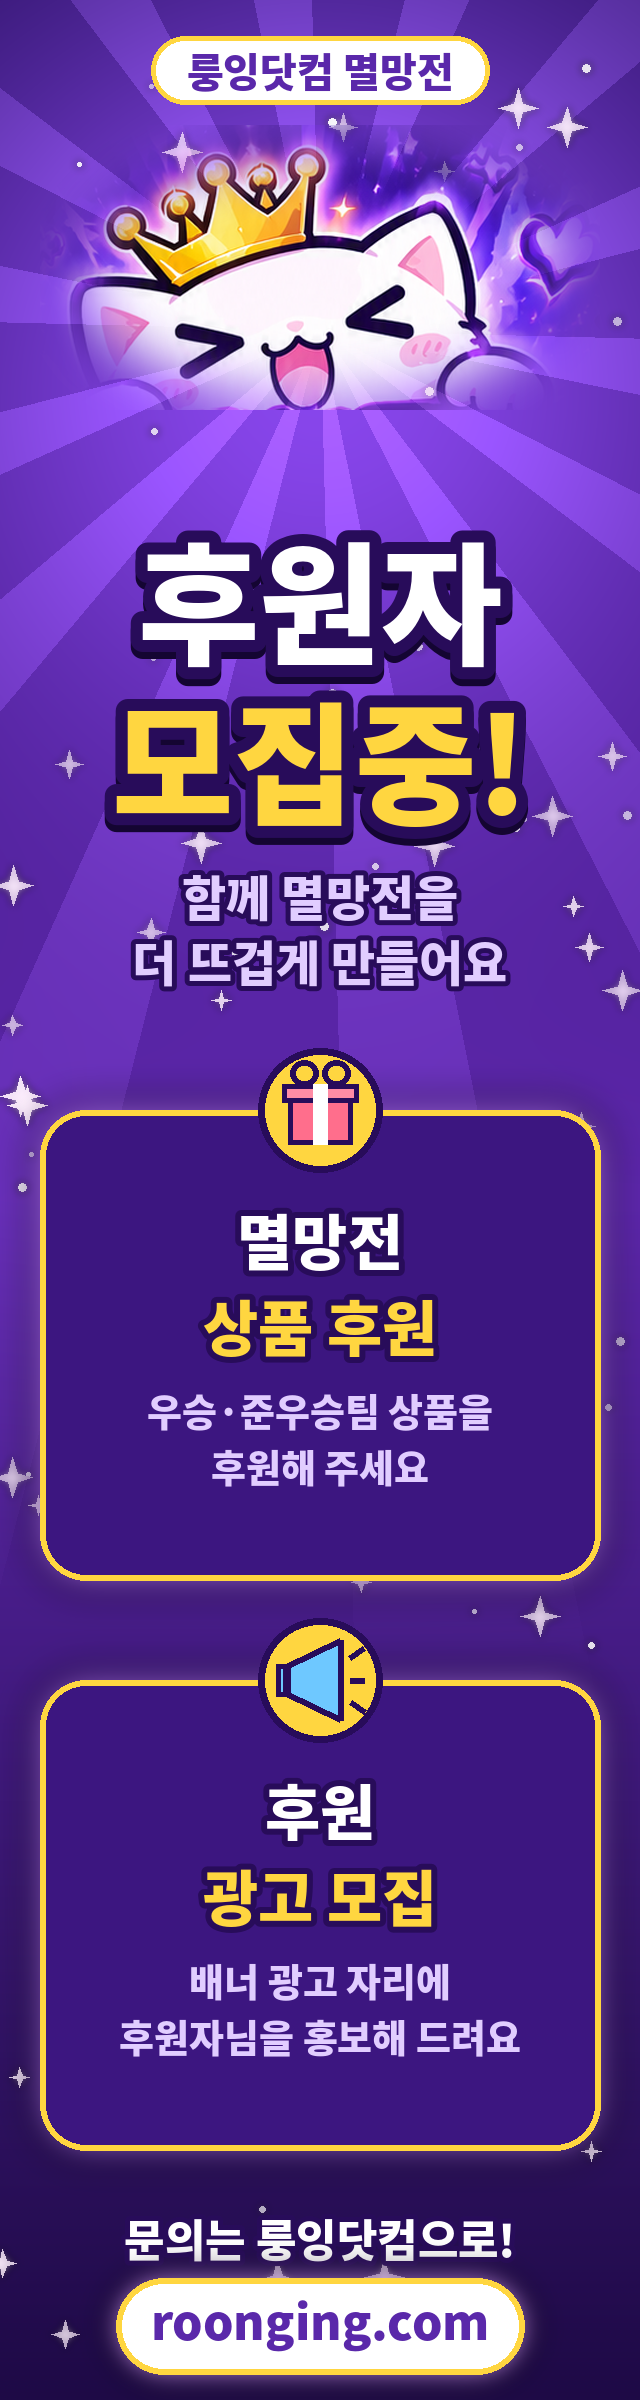 룽잉닷컴 멸망전
후원자
모집중!
함께 멸망전을
더 뜨겁게 만들어요
멸망전
상품 후원
우승·준우승팀 상품을
후원해 주세요
후원
광고 모집
배너 광고 자리에
후원자님을 홍보해 드려요
문의는 룽잉닷컴으로!
roonging.com